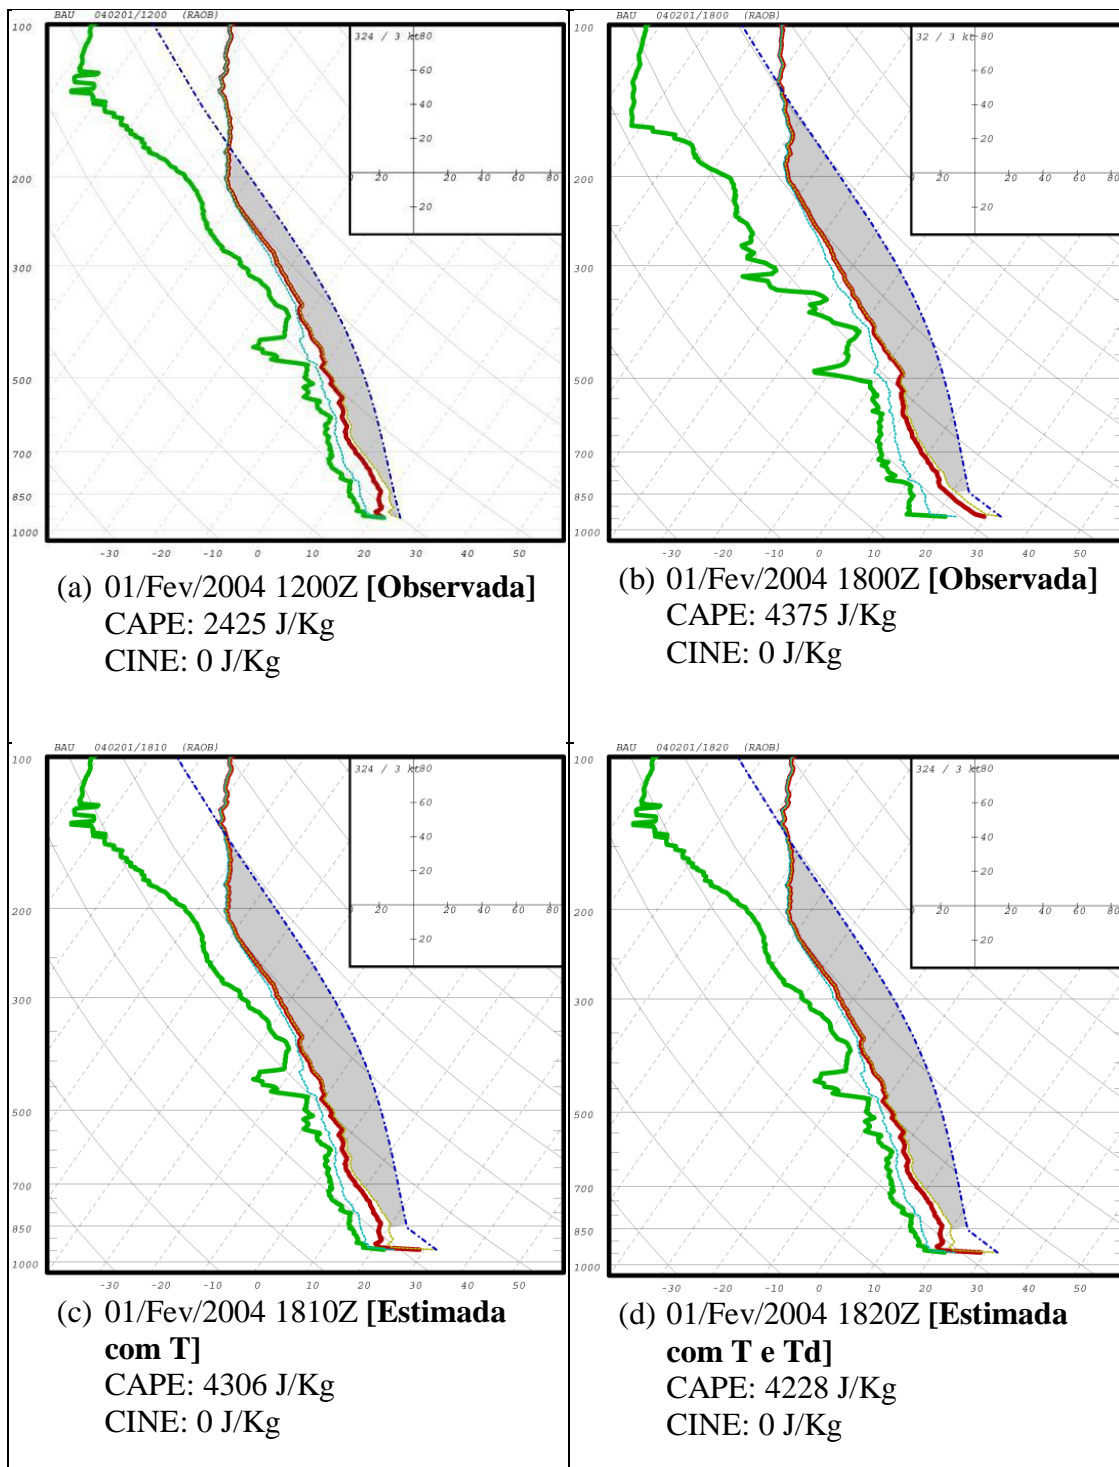 BAU 040201/1200 (RAOB)
100
200
300
500
700
850
1000
324 / 3 kt
80
60
40
20
20
20
20 40 60 80
-30 -20 -10 0 10 20 30 40 50
(a) 01/Fev/2004 1200Z [Observada]
CAPE: 2425 J/Kg
CINE: 0 J/Kg
BAU 040201/1800 (RAOB)
100
200
300
500
700
850
1000
32 / 3 kt
80
60
40
20
20
20
20 40 60 80
-30 -20 -10 0 10 20 30 40 50
(b) 01/Fev/2004 1800Z [Observada]
CAPE: 4375 J/Kg
CINE: 0 J/Kg
BAU 040201/1810 (RAOB)
100
200
300
500
700
850
1000
324 / 3 kt
80
60
40
20
20
20
20 40 60 80
-30 -20 -10 0 10 20 30 40 50
(c) 01/Fev/2004 1810Z [Estimada
com T]
CAPE: 4306 J/Kg
CINE: 0 J/Kg
BAU 040201/1820 (RAOB)
100
200
300
500
700
850
1000
324 / 3 kt
80
60
40
20
20
20
20 40 60 80
-30 -20 -10 0 10 20 30 40 50
(d) 01/Fev/2004 1820Z [Estimada
com T e Td]
CAPE: 4228 J/Kg
CINE: 0 J/Kg